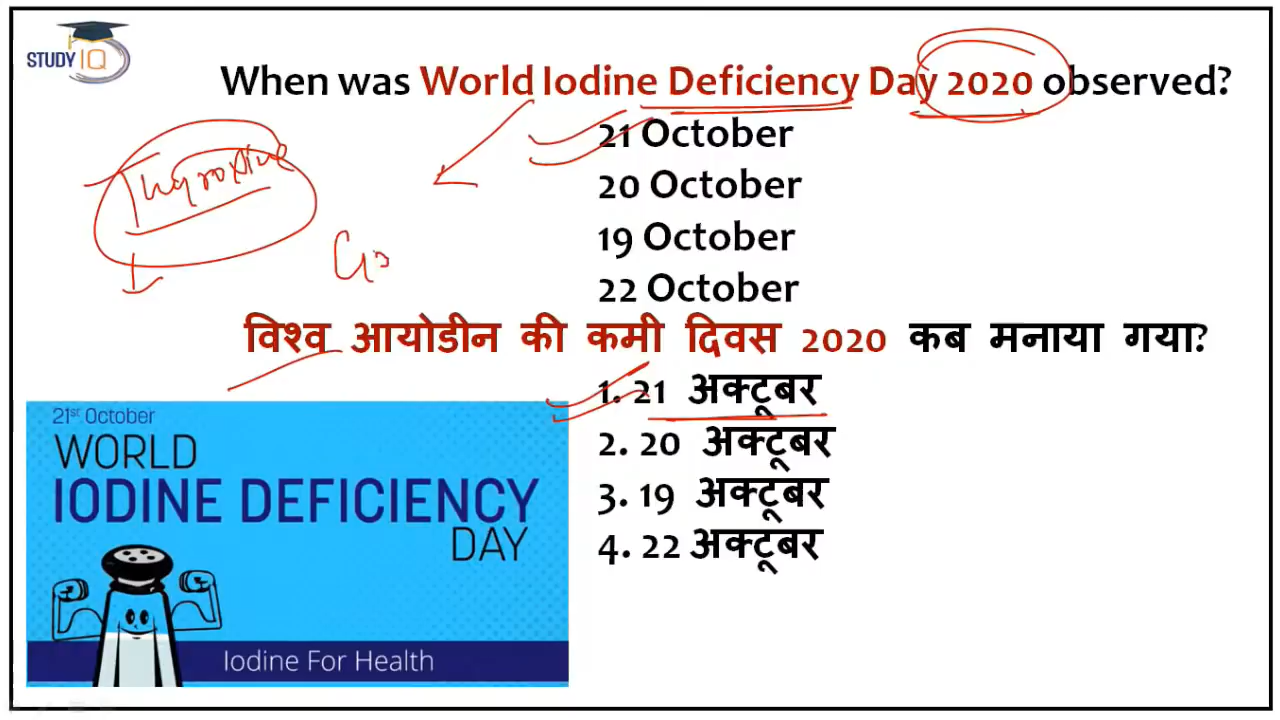 STUDY IQ
When was World Iodine Deficiency Day 2020 observed?
21 October
20 October
19 October
22 October
Thyroxine
विश्व आयोडीन की कमी दिवस 2020 कब मनाया गया?
1. 21 अक्टूबर
2. 20 अक्टूबर
3. 19 अक्टूबर
4. 22 अक्टूबर
21st October
WORLD
IODINE DEFICIENCY
DAY
Iodine For Health